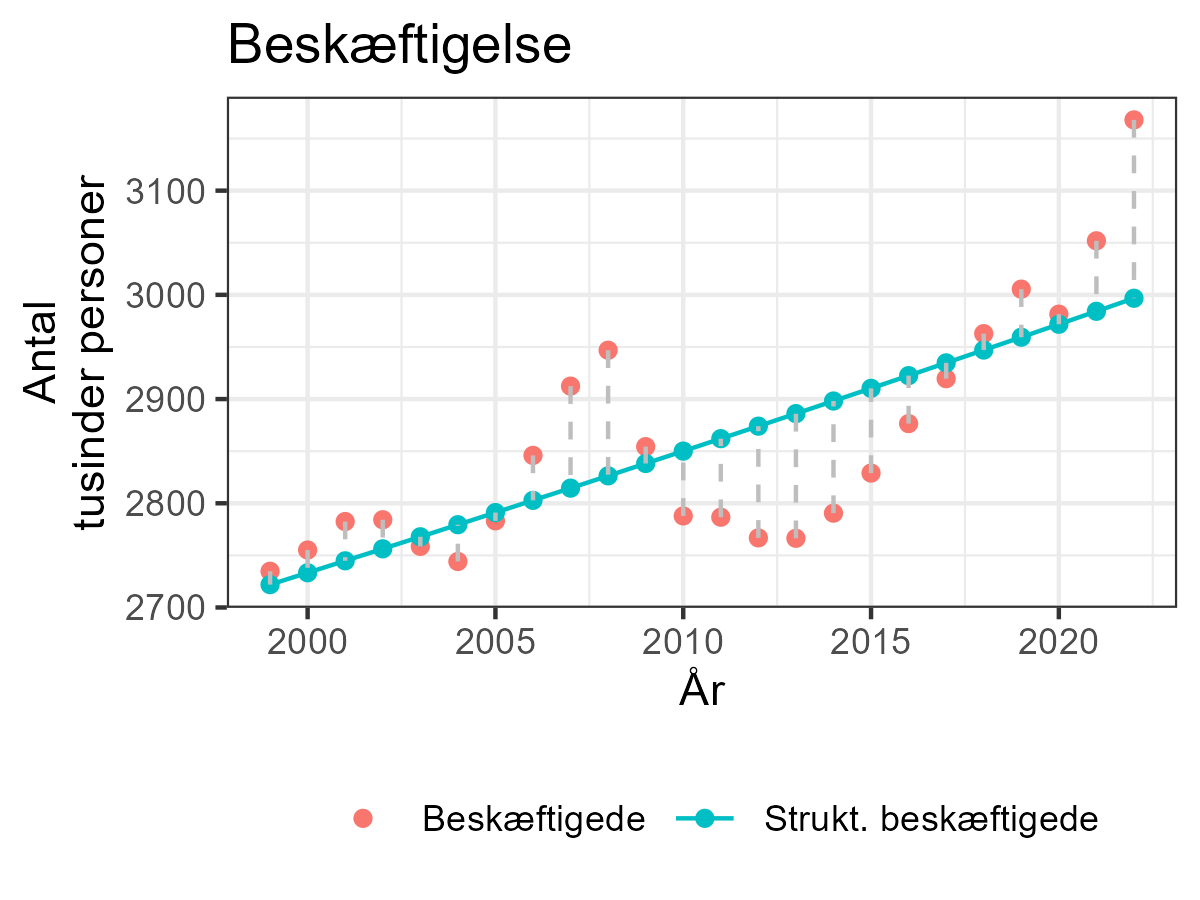 Beskæftigelse
Antal
tusinder personer
3100
3000
2900
2800
2700
2000 2005 2010 2015 2020
År
Beskæftigede Strukt. beskæftigede